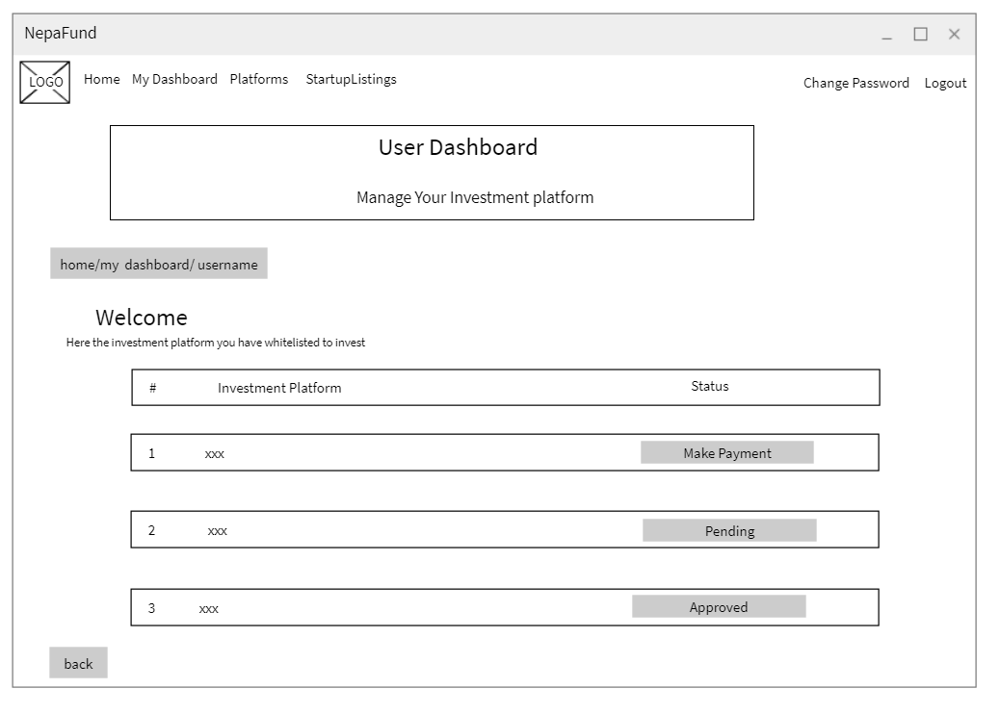 NepaFund
LOGO Home My Dashboard Platforms StartupListings Change Password Logout
User Dashboard
Manage Your Investment platform
home/my dashboard/ username
Welcome
Here the investment platform you have whitelisted to invest
# Investment Platform Status
1 xxx Make Payment
2 xxx Pending
3 xxx Approved
back